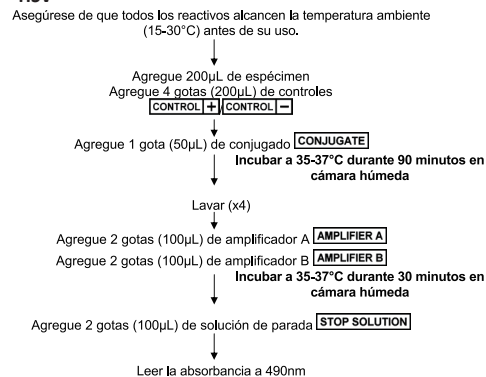 Asegúrese de que todos los reactivos alcancen la temperatura ambiente
(15-30°C) antes de su uso.
Agregue 200µL de espécimen
Agregue 4 gotas (200µL) de controles
CONTROL + / CONTROL −
Agregue 1 gota (50µL) de conjugado CONJUGATE
Incubar a 35-37°C durante 90 minutos en
cámara húmeda
Lavar (x4)
Agregue 2 gotas (100µL) de amplificador A AMPLIFIER A
Agregue 2 gotas (100µL) de amplificador B AMPLIFIER B
Incubar a 35-37°C durante 30 minutos en
cámara húmeda
Agregue 2 gotas (100µL) de solución de parada STOP SOLUTION
Leer la absorbancia a 490nm